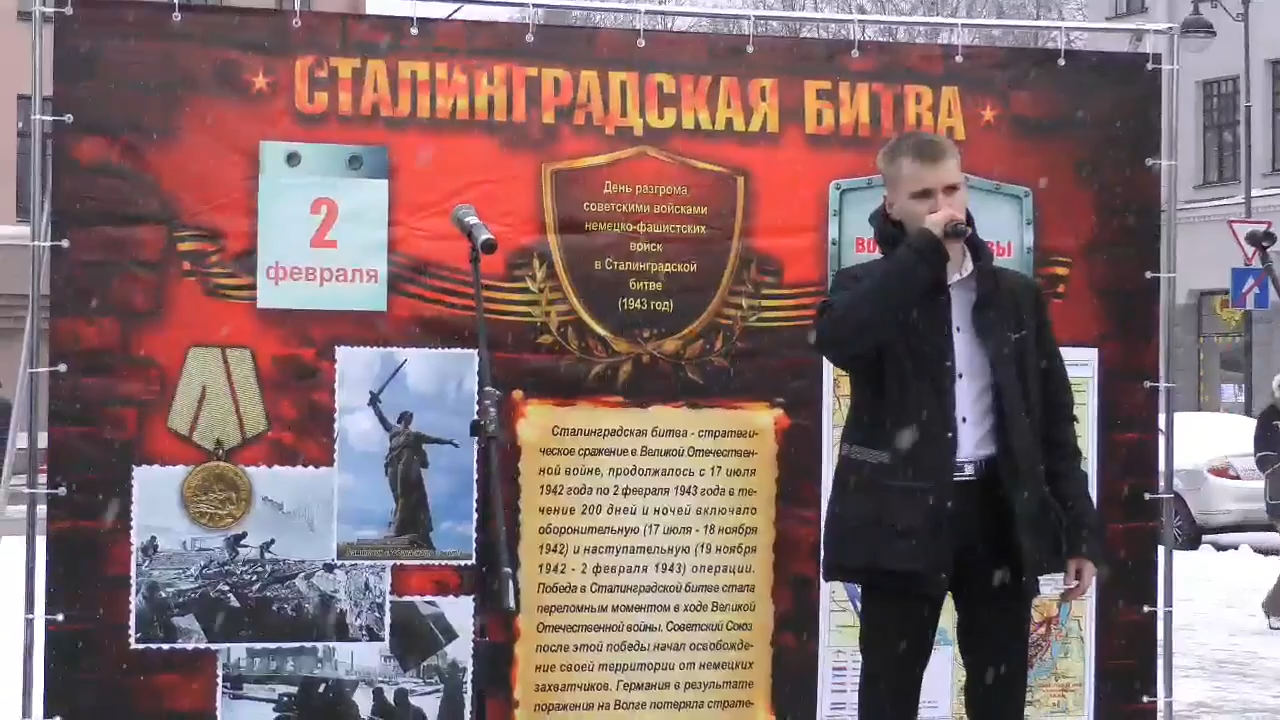 СТАЛИНГРАДСКАЯ БИТВА
2
февраля
День разгрома
советскими войсками
немецко-фашистских
войск
в Сталинградской
битве
(1943 год)
Сталинградская битва - стратеги-
ческое сражение в Великой Отечествен-
ной войне, продолжалось с 17 июля
1942 года по 2 февраля 1943 года в те-
чение 200 дней и ночей и включало
оборонительную (17 июля - 18 ноября
1942) и наступательную (19 ноября
1942 - 2 февраля 1943) операции.
Победа в Сталинградской битве стала
переломным моментом в ходе Великой
Отечественной войны. Советский Союз
после этой победы начал освобожде-
ние своей территории от немецких
захватчиков. Германия в результате
поражения на Волге потеряла страте-